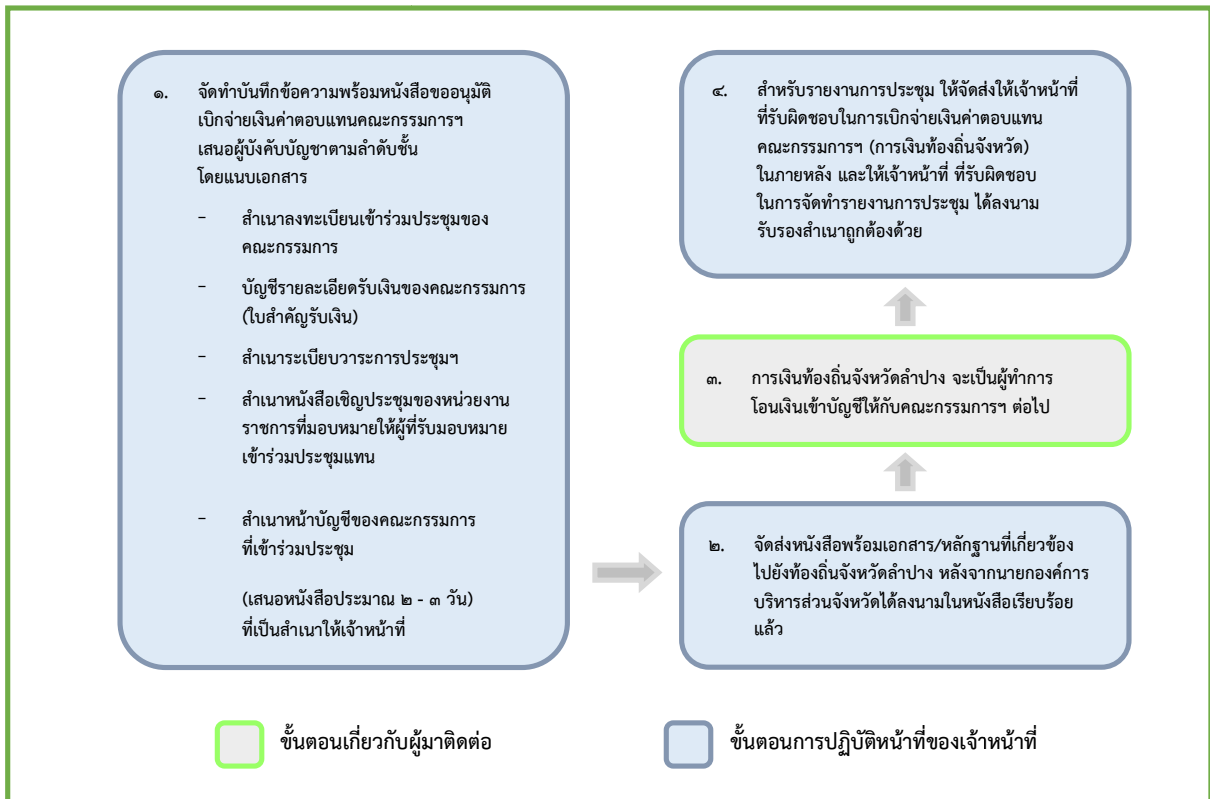 ๑. จัดทำบันทึกข้อความพร้อมหนังสือขออนุมัติ
เบิกจ่ายเงินค่าตอบแทนคณะกรรมการฯ
เสนอผู้บังคับบัญชาตามลำดับชั้น
โดยแนบเอกสาร
- สำเนาลงทะเบียนเข้าร่วมประชุมของ
คณะกรรมการ
- บัญชีรายละเอียดรับเงินของคณะกรรมการ
(ใบสำคัญรับเงิน)
- สำเนาระเบียบวาระการประชุมฯ
- สำเนาหนังสือเชิญประชุมของหน่วยงาน
ราชการที่มอบหมายให้ผู้ที่รับมอบหมาย
เข้าร่วมประชุมแทน
- สำเนาหน้าบัญชีของคณะกรรมการ
ที่เข้าร่วมประชุม
(เสนอหนังสือประมาณ ๒ - ๓ วัน)
ที่เป็นสำเนาให้เจ้าหน้าที่
๒. จัดส่งหนังสือพร้อมเอกสาร/หลักฐานที่เกี่ยวข้อง
ไปยังท้องถิ่นจังหวัดลำปาง หลังจากนายกองค์การ
บริหารส่วนจังหวัดได้ลงนามในหนังสือเรียบร้อย
แล้ว
๓. การเงินท้องถิ่นจังหวัดลำปาง จะเป็นผู้ทำการ
โอนเงินเข้าบัญชีให้กับคณะกรรมการฯ ต่อไป
๔. สำหรับรายงานการประชุม ให้จัดส่งให้เจ้าหน้าที่
ที่รับผิดชอบในการเบิกจ่ายเงินค่าตอบแทน
คณะกรรมการฯ (การเงินท้องถิ่นจังหวัด)
ในภายหลัง และให้เจ้าหน้าที่ ที่รับผิดชอบ
ในการจัดทำรายงานการประชุม ได้ลงนาม
รับรองสำเนาถูกต้องด้วย
ขั้นตอนเกี่ยวกับผู้มาติดต่อ
ขั้นตอนการปฏิบัติหน้าที่ของเจ้าหน้าที่